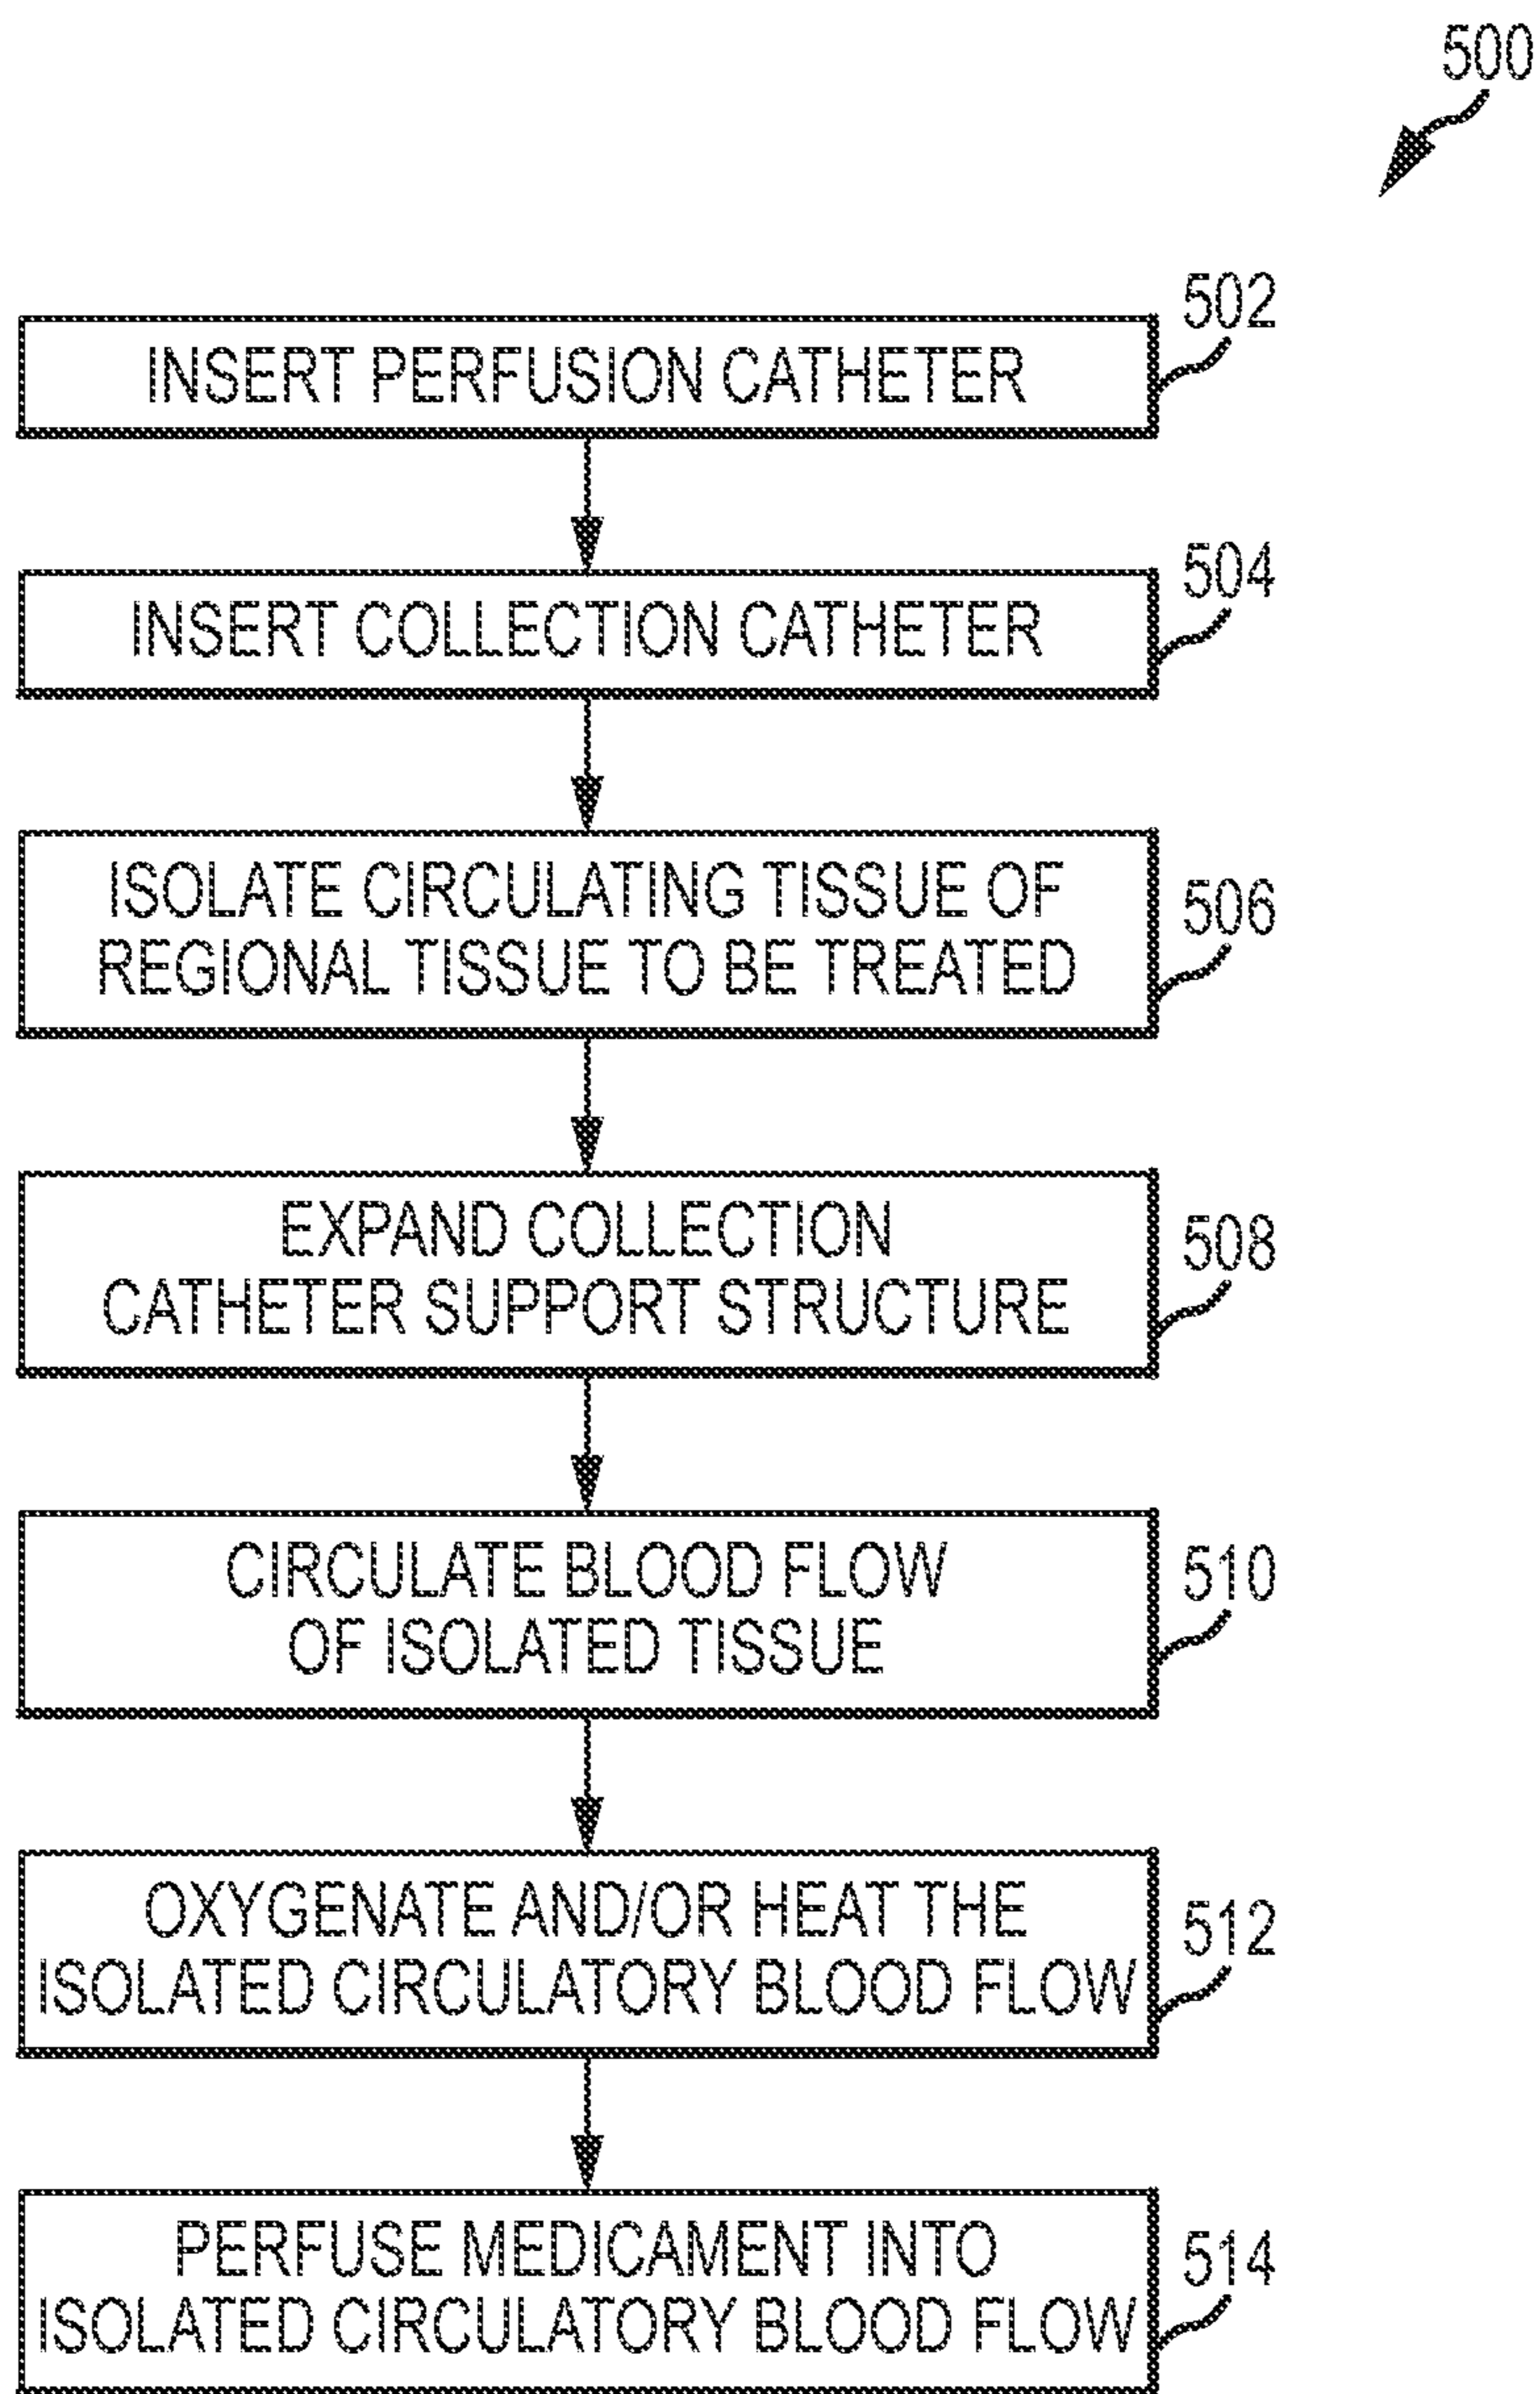 500
502
INSERT PERFUSION CATHETER
504
INSERT COLLECTION CATHETER
ISOLATE CIRCULATING TISSUE OF
REGIONAL TISSUE TO BE TREATED
506
EXPAND COLLECTION
CATHETER SUPPORT STRUCTURE
508
CIRCULATE BLOOD FLOW
OF ISOLATED TISSUE
510
OXYGENATE AND/OR HEAT THE
ISOLATED CIRCULATORY BLOOD FLOW
512
PERFUSE MEDICAMENT INTO
ISOLATED CIRCULATORY BLOOD FLOW
514